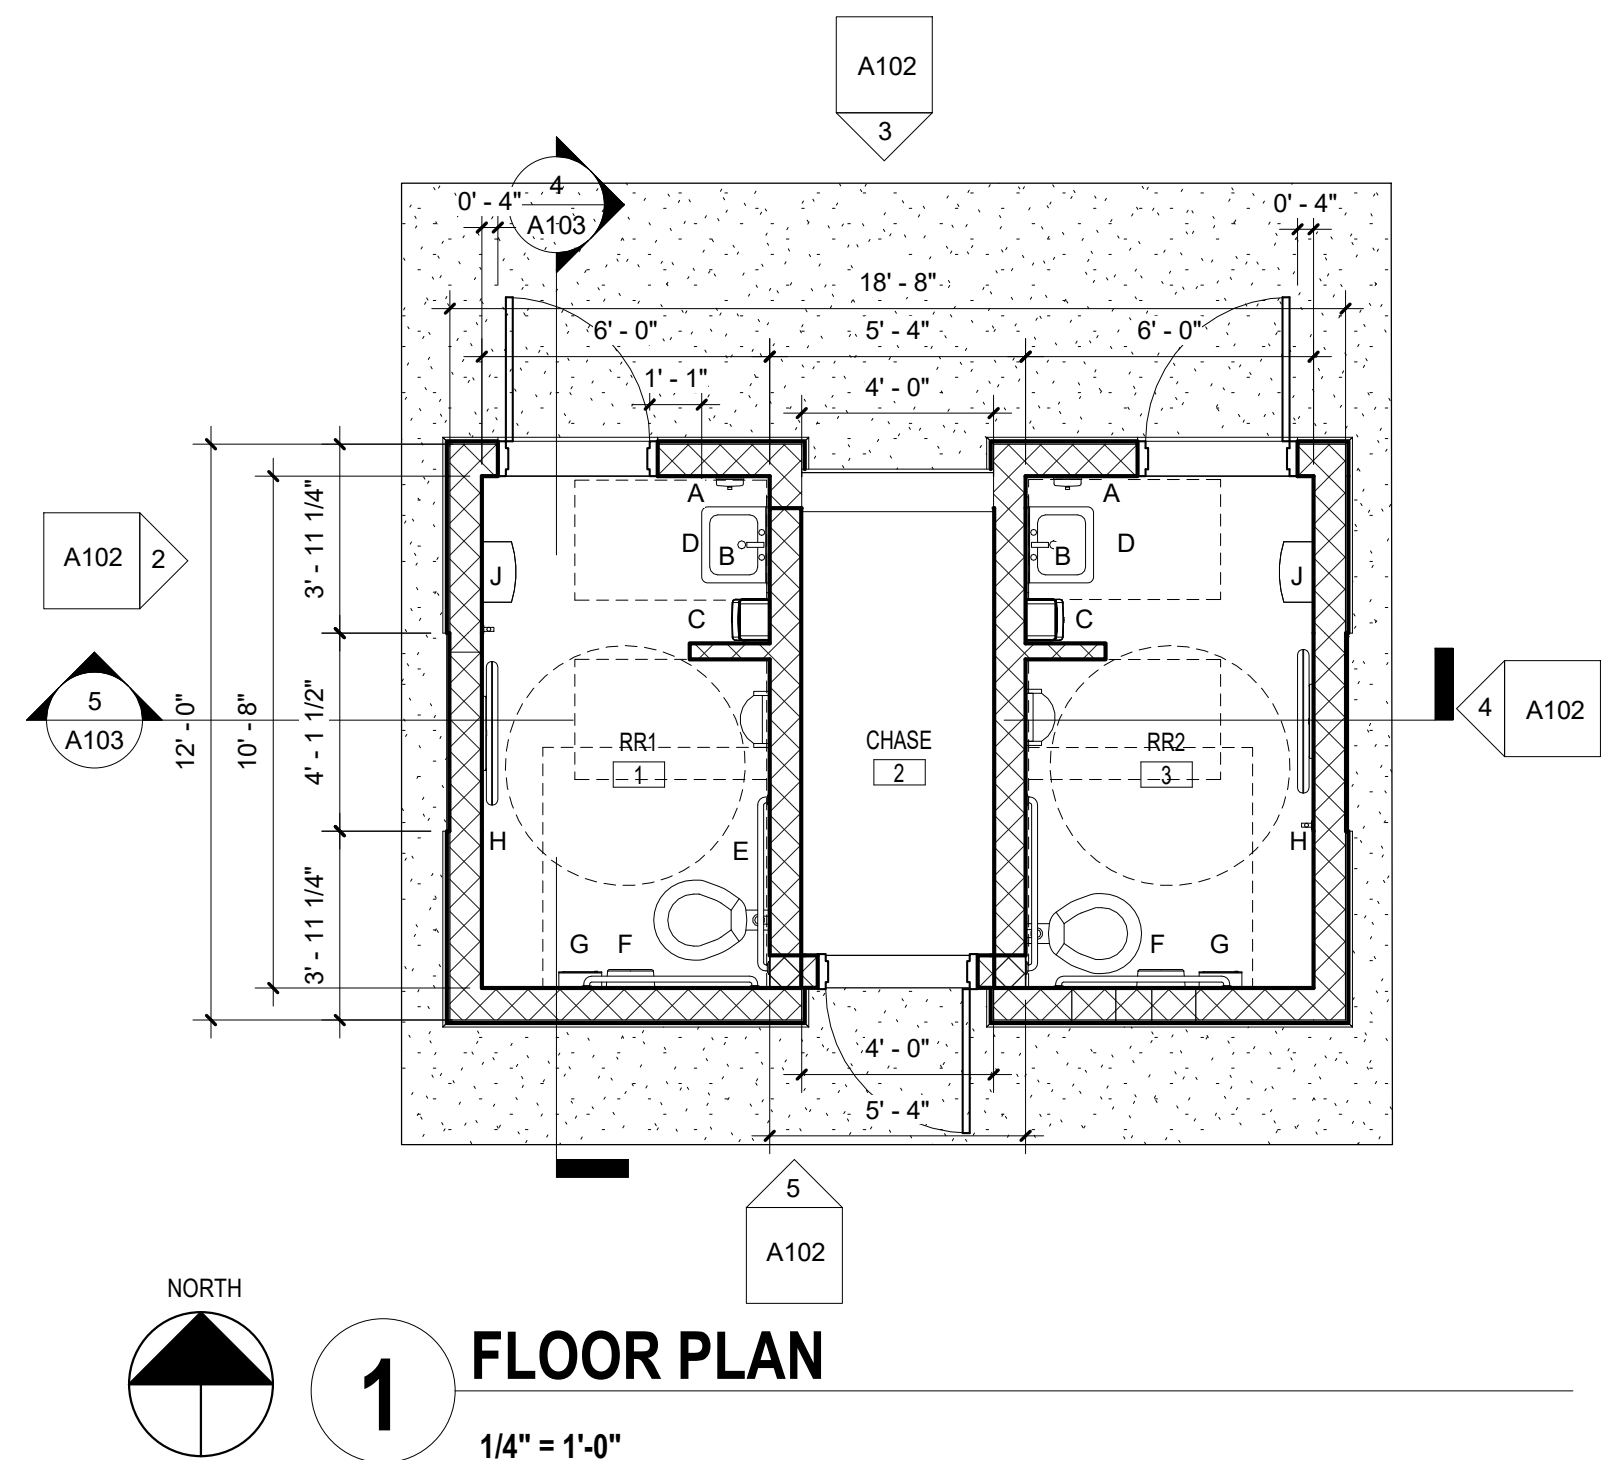 A102
3
4
A103
0' - 4"
0' - 4"
18' - 8"
6' - 0"
5' - 4"
6' - 0"
1' - 1"
4' - 0"
A
A
D
B
B
D
J
J
C
C
A102
2
3' - 11 1/4"
12' - 0"
10' - 8"
4' - 1 1/2"
3' - 11 1/4"
5
A103
RR1
1
CHASE
2
RR2
3
4
A102
H
E
H
G
F
F
G
4' - 0"
5' - 4"
5
A102
NORTH
1
FLOOR PLAN
1/4" = 1'-0"